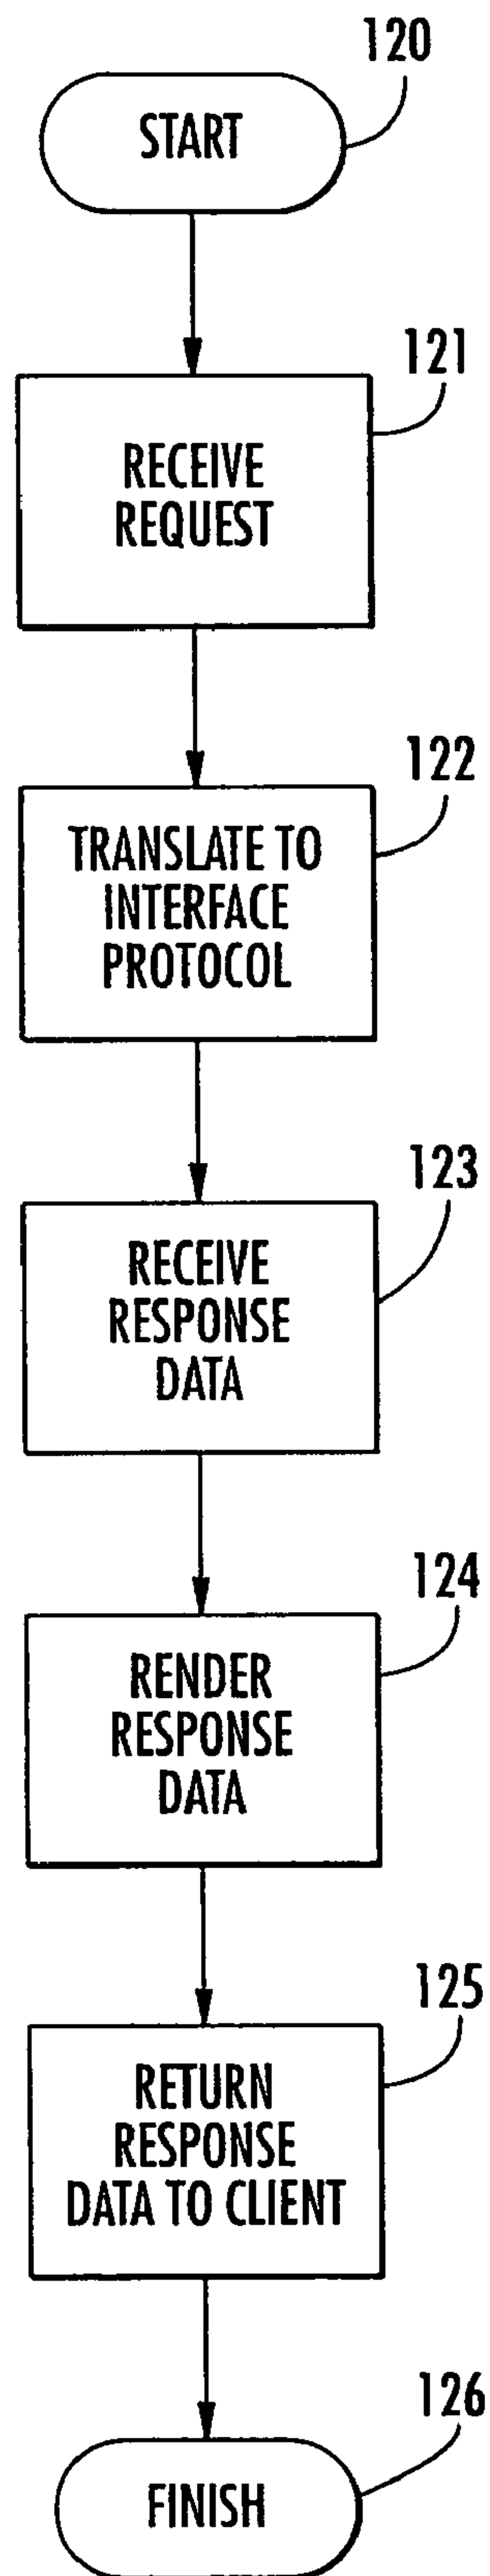 120
START
121
RECEIVE
REQUEST
122
TRANSLATE TO
INTERFACE
PROTOCOL
123
RECEIVE
RESPONSE
DATA
124
RENDER
RESPONSE
DATA
125
RETURN
RESPONSE
DATA TO CLIENT
126
FINISH